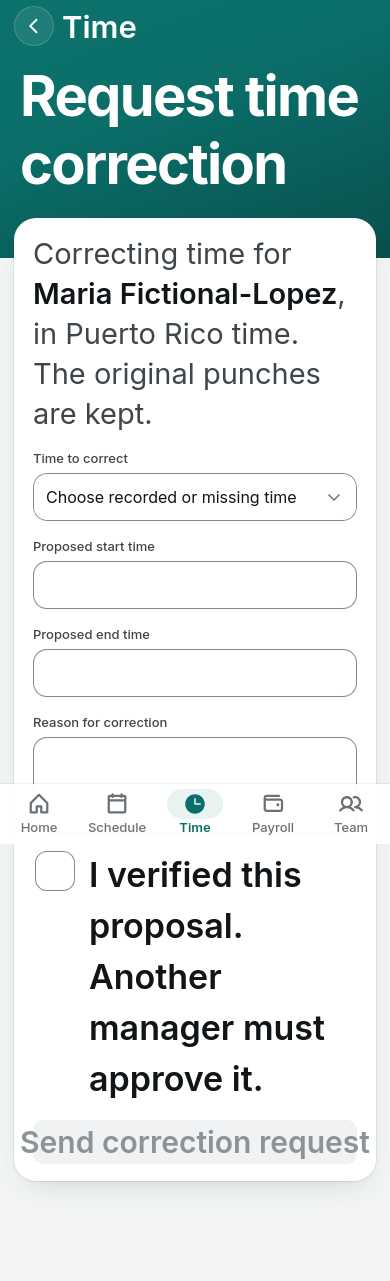 Time
Request time
correction
Correcting time for
Maria Fictional-Lopez,
in Puerto Rico time.
The original punches
are kept.
Time to correct
Choose recorded or missing time
Proposed start time
Proposed end time
Reason for correction
Home
Schedule
Time
Payroll
Team
I verified this
proposal.
Another
manager must
approve it.
Send correction request